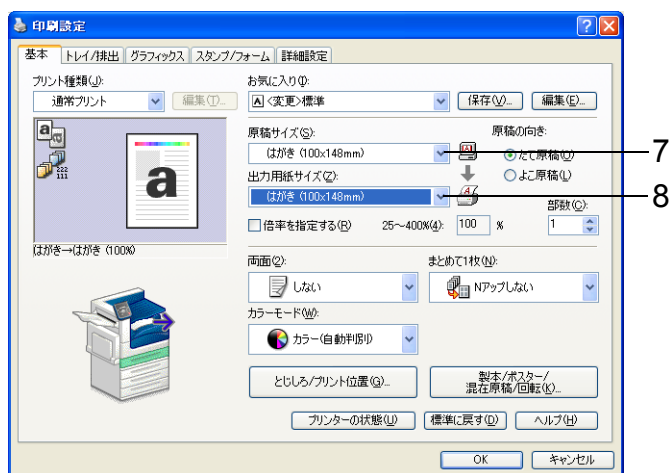 印刷設定
基本 トレイ/排出 グラフィックス スタンプ/フォーム 詳細設定
プリント種類(J):
通常プリント 編集(T)...
お気に入り(I):
A <変更>標準 保存(V)... 編集(E)...
原稿サイズ(S):
はがき (100x148mm)
7
出力用紙サイズ(Z):
はがき (100x148mm)
8
原稿の向き:
たて原稿(O)
よこ原稿(L)
部数(C):
倍率を指定する(R) 25~400%(4): 100 % 1
a
222
111
a
はがき→はがき (100%)
両面(2):
しない
まとめて1枚(N):
Nアップしない
カラーモード(W):
カラー(自動判別)
とじしろ/プリント位置(G)...
製本/ポスター/
混在原稿/回転(K)...
プリンターの状態(U) 標準に戻す(D) ヘルプ(H)
OK キャンセル